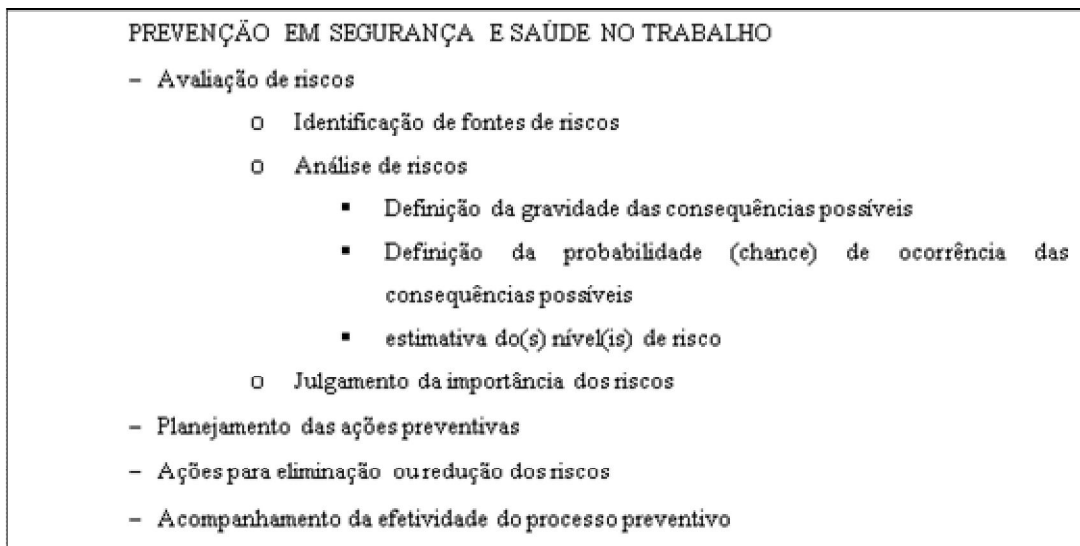 PREVENÇÃO EM SEGURANÇA E SAÚDE NO TRABALHO
– Avaliação de riscos
o Identificação de fontes de riscos
o Análise de riscos
▪ Definição da gravidade das consequências possíveis
▪ Definição da probabilidade (chance) de ocorrência das
consequências possíveis
▪ estimativa do(s) nível(is) de risco
o Julgamento da importância dos riscos
– Planejamento das ações preventivas
– Ações para eliminação ou redução dos riscos
– Acompanhamento da efetividade do processo preventivo